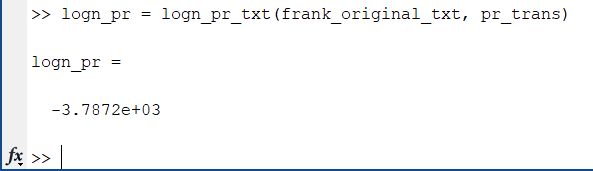 >> logn_pr = logn_pr_txt(frank_original_txt, pr_trans)
logn_pr =
-3.7872e+03
fx >>